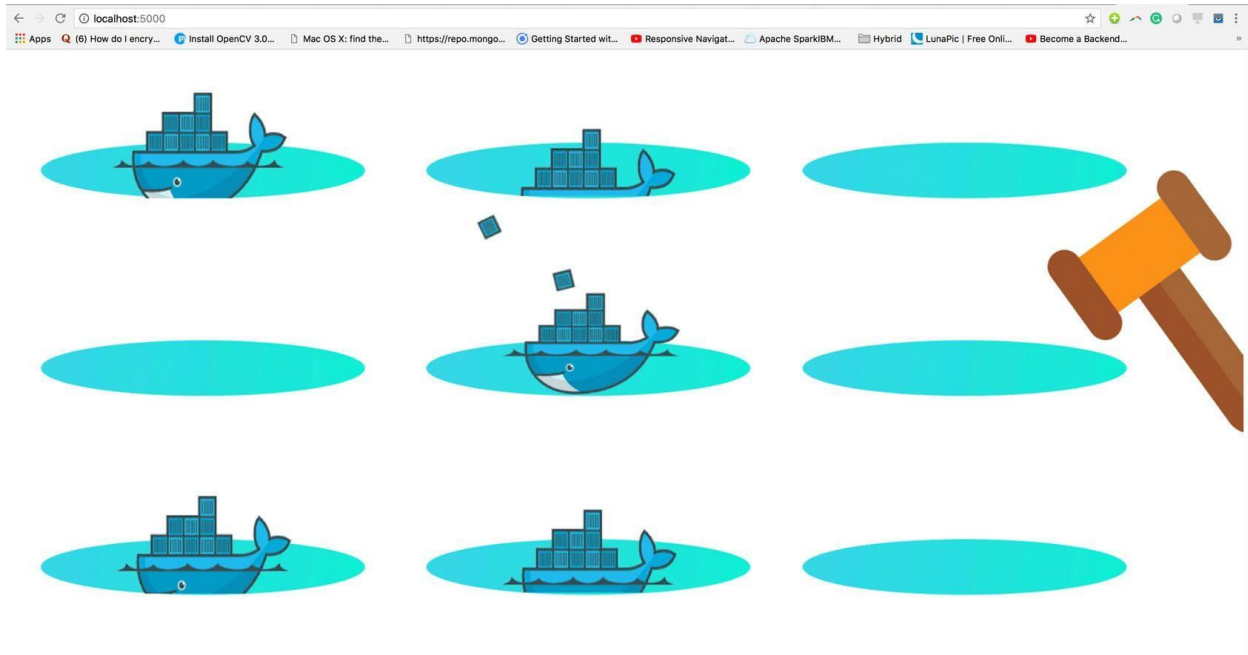 localhost:5000
Apps (6) How do I encry... Install OpenCV 3.0... Mac OS X: find the... https://repo.mongo... Getting Started wit... Responsive Navigat... Apache SparkIBM... Hybrid LunaPic | Free Onli... Become a Backend... »